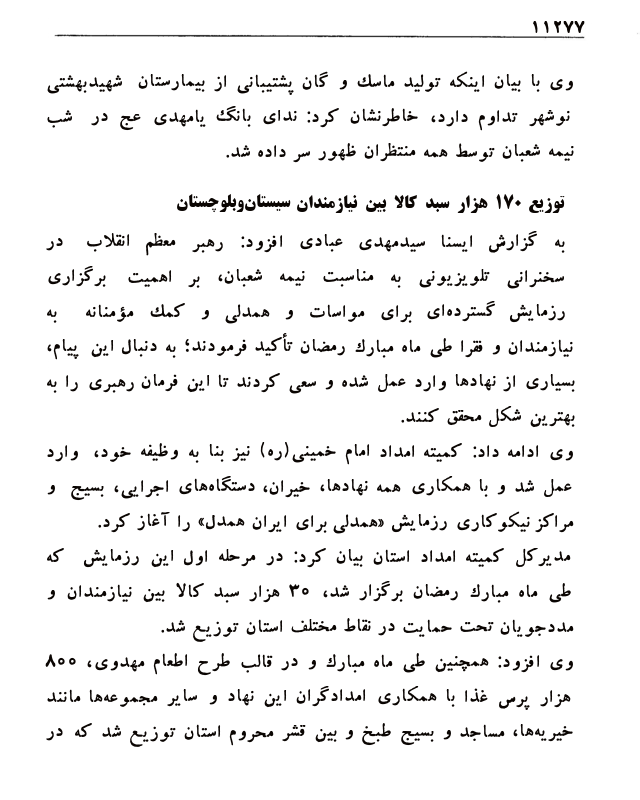 ۱۱۲۷۷
وی با بیان اینکه تولید ماسك و گان پشتیبانی از بیمارستان شهیدبهشتی
نوشهر تداوم دارد، خاطرنشان کرد: ندای بانگ یامهدی عج در شب
نیمه شعبان توسط همه منتظران ظهور سر داده شد.
توزیع ۱۷۰ هزار سبد کالا بین نیازمندان سیستان‌وبلوچستان
به گزارش ایسنا سیدمهدی عبادی افزود: رهبر معظم انقلاب در
سخنرانی تلویزیونی به مناسبت نیمه شعبان، بر اهمیت برگزاری
رزمایش گسترده‌ای برای مواسات و همدلی و کمك مؤمنانه به
نیازمندان و فقرا طی ماه مبارك رمضان تأکید فرمودند؛ به دنبال این پیام،
بسیاری از نهادها وارد عمل شده و سعی کردند تا این فرمان رهبری را به
بهترین شکل محقق کنند.
وی ادامه داد: کمیته امداد امام خمینی(ره) نیز بنا به وظیفه خود، وارد
عمل شد و با همکاری همه نهادها، خیران، دستگاه‌های اجرایی، بسیج و
مراکز نیکوکاری رزمایش «همدلی برای ایران همدل» را آغاز کرد.
مدیرکل کمیته امداد استان بیان کرد: در مرحله اول این رزمایش که
طی ماه مبارك رمضان برگزار شد، ۳۰ هزار سبد کالا بین نیازمندان و
مددجویان تحت حمایت در نقاط مختلف استان توزیع شد.
وی افزود: همچنین طی ماه مبارك و در قالب طرح اطعام مهدوی، ۸۰۰
هزار پرس غذا با همکاری امدادگران این نهاد و سایر مجموعه‌ها مانند
خیریه‌ها، مساجد و بسیج طبخ و بین قشر محروم استان توزیع شد که در